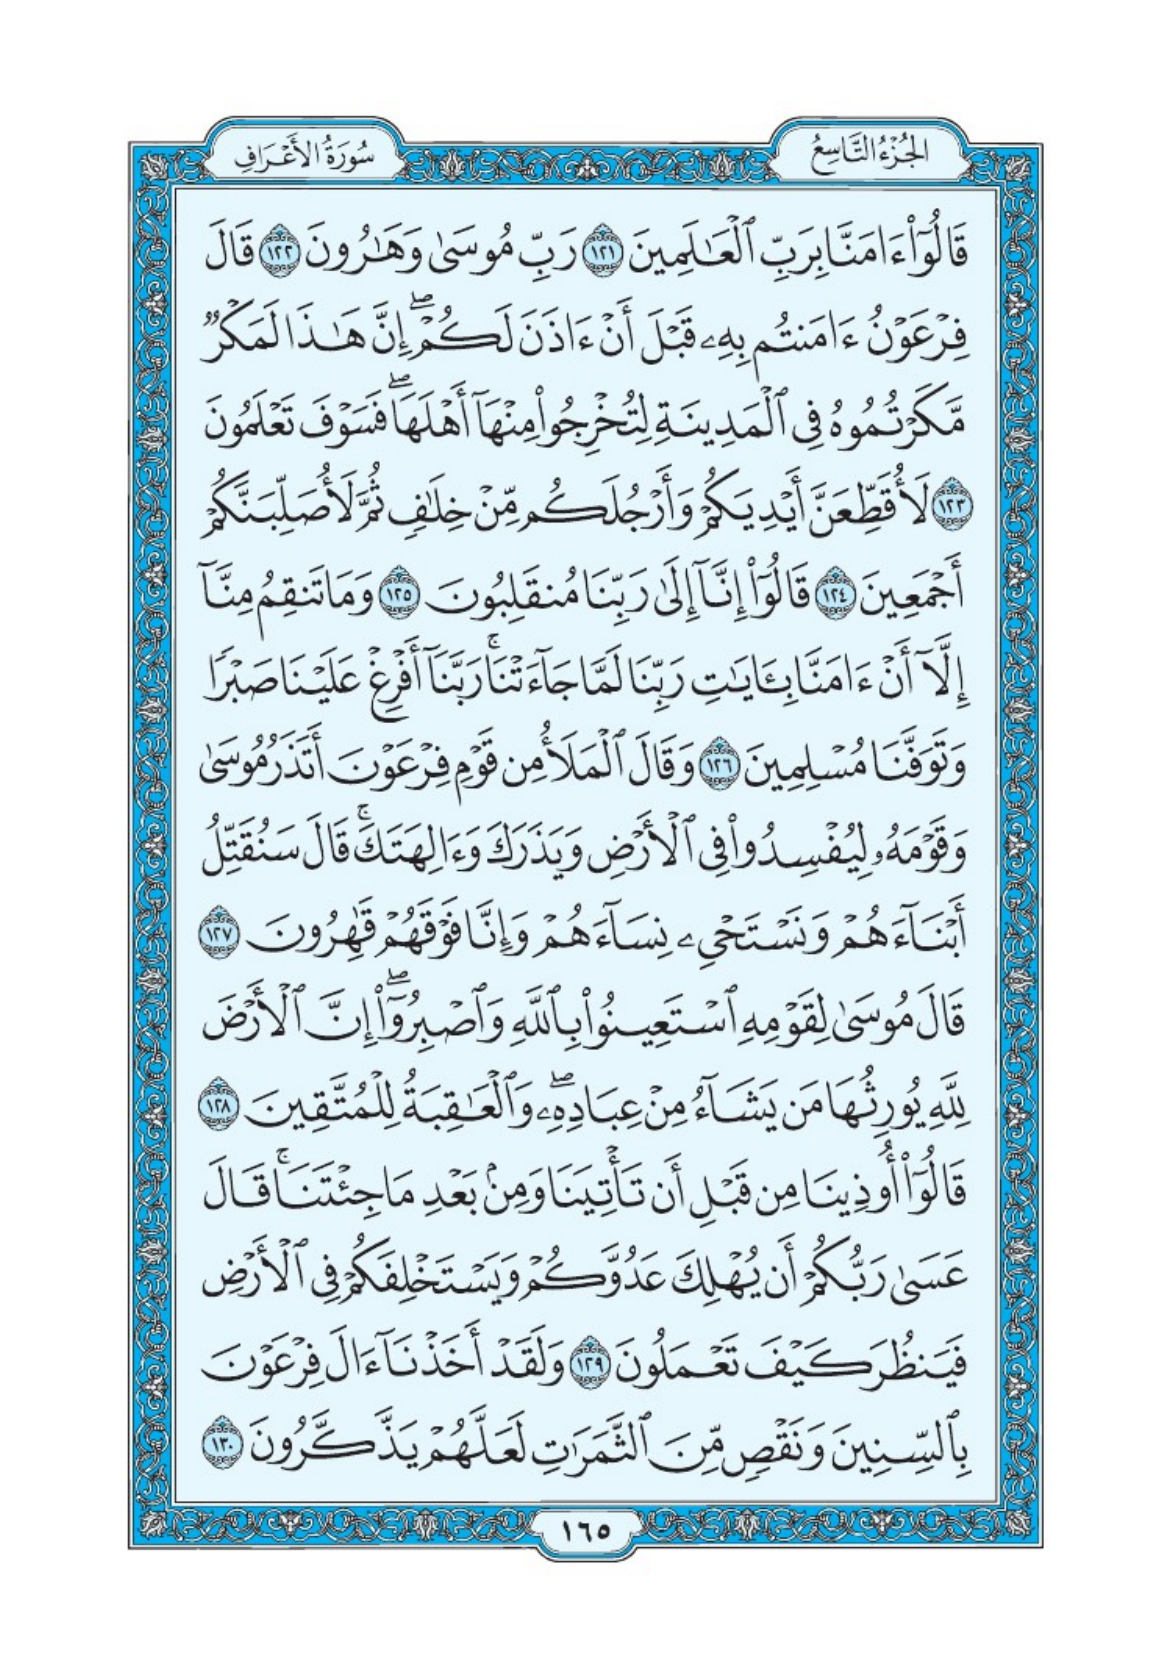 الجُزْءُ التَّاسِعُ
سُورَةُ الأَعْرَافِ
قَالُوٓاْ ءَامَنَّا بِرَبِّ ٱلْعَٰلَمِينَ ١٢١ رَبِّ مُوسَىٰ وَهَٰرُونَ ١٢٢ قَالَ
فِرْعَوْنُ ءَامَنتُم بِهِۦ قَبْلَ أَنْ ءَاذَنَ لَكُمْۖ إِنَّ هَٰذَا لَمَكْرٌ
مَّكَرْتُمُوهُ فِى ٱلْمَدِينَةِ لِتُخْرِجُواْ مِنْهَآ أَهْلَهَاۖ فَسَوْفَ تَعْلَمُونَ
١٢٣ لَأُقَطِّعَنَّ أَيْدِيَكُمْ وَأَرْجُلَكُم مِّنْ خِلَٰفٍ ثُمَّ لَأُصَلِّبَنَّكُمْ
أَجْمَعِينَ ١٢٤ قَالُوٓاْ إِنَّآ إِلَىٰ رَبِّنَا مُنقَلِبُونَ ١٢٥ وَمَا تَنقِمُ مِنَّآ
إِلَّآ أَنْ ءَامَنَّا بِـَٔايَٰتِ رَبِّنَا لَمَّا جَآءَتْنَاۚ رَبَّنَآ أَفْرِغْ عَلَيْنَا صَبْرًا
وَتَوَفَّنَا مُسْلِمِينَ ١٢٦ وَقَالَ ٱلْمَلَأُ مِن قَوْمِ فِرْعَوْنَ أَتَذَرُ مُوسَىٰ
وَقَوْمَهُۥ لِيُفْسِدُواْ فِى ٱلْأَرْضِ وَيَذَرَكَ وَءَالِهَتَكَۚ قَالَ سَنُقَتِّلُ
أَبْنَآءَهُمْ وَنَسْتَحْىِۦ نِسَآءَهُمْ وَإِنَّا فَوْقَهُمْ قَٰهِرُونَ ١٢٧
قَالَ مُوسَىٰ لِقَوْمِهِ ٱسْتَعِينُواْ بِٱللَّهِ وَٱصْبِرُوٓاْۖ إِنَّ ٱلْأَرْضَ
لِلَّهِ يُورِثُهَا مَن يَشَآءُ مِنْ عِبَادِهِۦۖ وَٱلْعَٰقِبَةُ لِلْمُتَّقِينَ ١٢٨
قَالُوٓاْ أُوذِينَا مِن قَبْلِ أَن تَأْتِيَنَا وَمِنۢ بَعْدِ مَا جِئْتَنَاۚ قَالَ
عَسَىٰ رَبُّكُمْ أَن يُهْلِكَ عَدُوَّكُمْ وَيَسْتَخْلِفَكُمْ فِى ٱلْأَرْضِ
فَيَنظُرَ كَيْفَ تَعْمَلُونَ ١٢٩ وَلَقَدْ أَخَذْنَآ ءَالَ فِرْعَوْنَ
بِٱلسِّنِينَ وَنَقْصٍ مِّنَ ٱلثَّمَرَٰتِ لَعَلَّهُمْ يَذَّكَّرُونَ ١٣٠
١٦٥